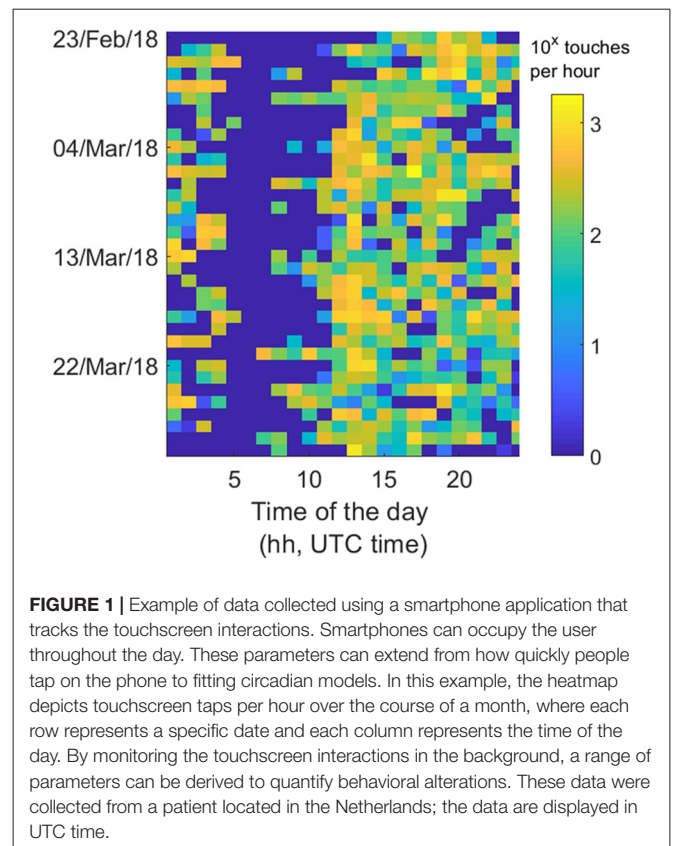 23/Feb/18
04/Mar/18
13/Mar/18
22/Mar/18
5 10 15 20
Time of the day
(hh, UTC time)
10^x touches
per hour
3
2
1
0
FIGURE 1 | Example of data collected using a smartphone application that
tracks the touchscreen interactions. Smartphones can occupy the user
throughout the day. These parameters can extend from how quickly people
tap on the phone to fitting circadian models. In this example, the heatmap
depicts touchscreen taps per hour over the course of a month, where each
row represents a specific date and each column represents the time of the
day. By monitoring the touchscreen interactions in the background, a range of
parameters can be derived to quantify behavioral alterations. These data were
collected from a patient located in the Netherlands; the data are displayed in
UTC time.